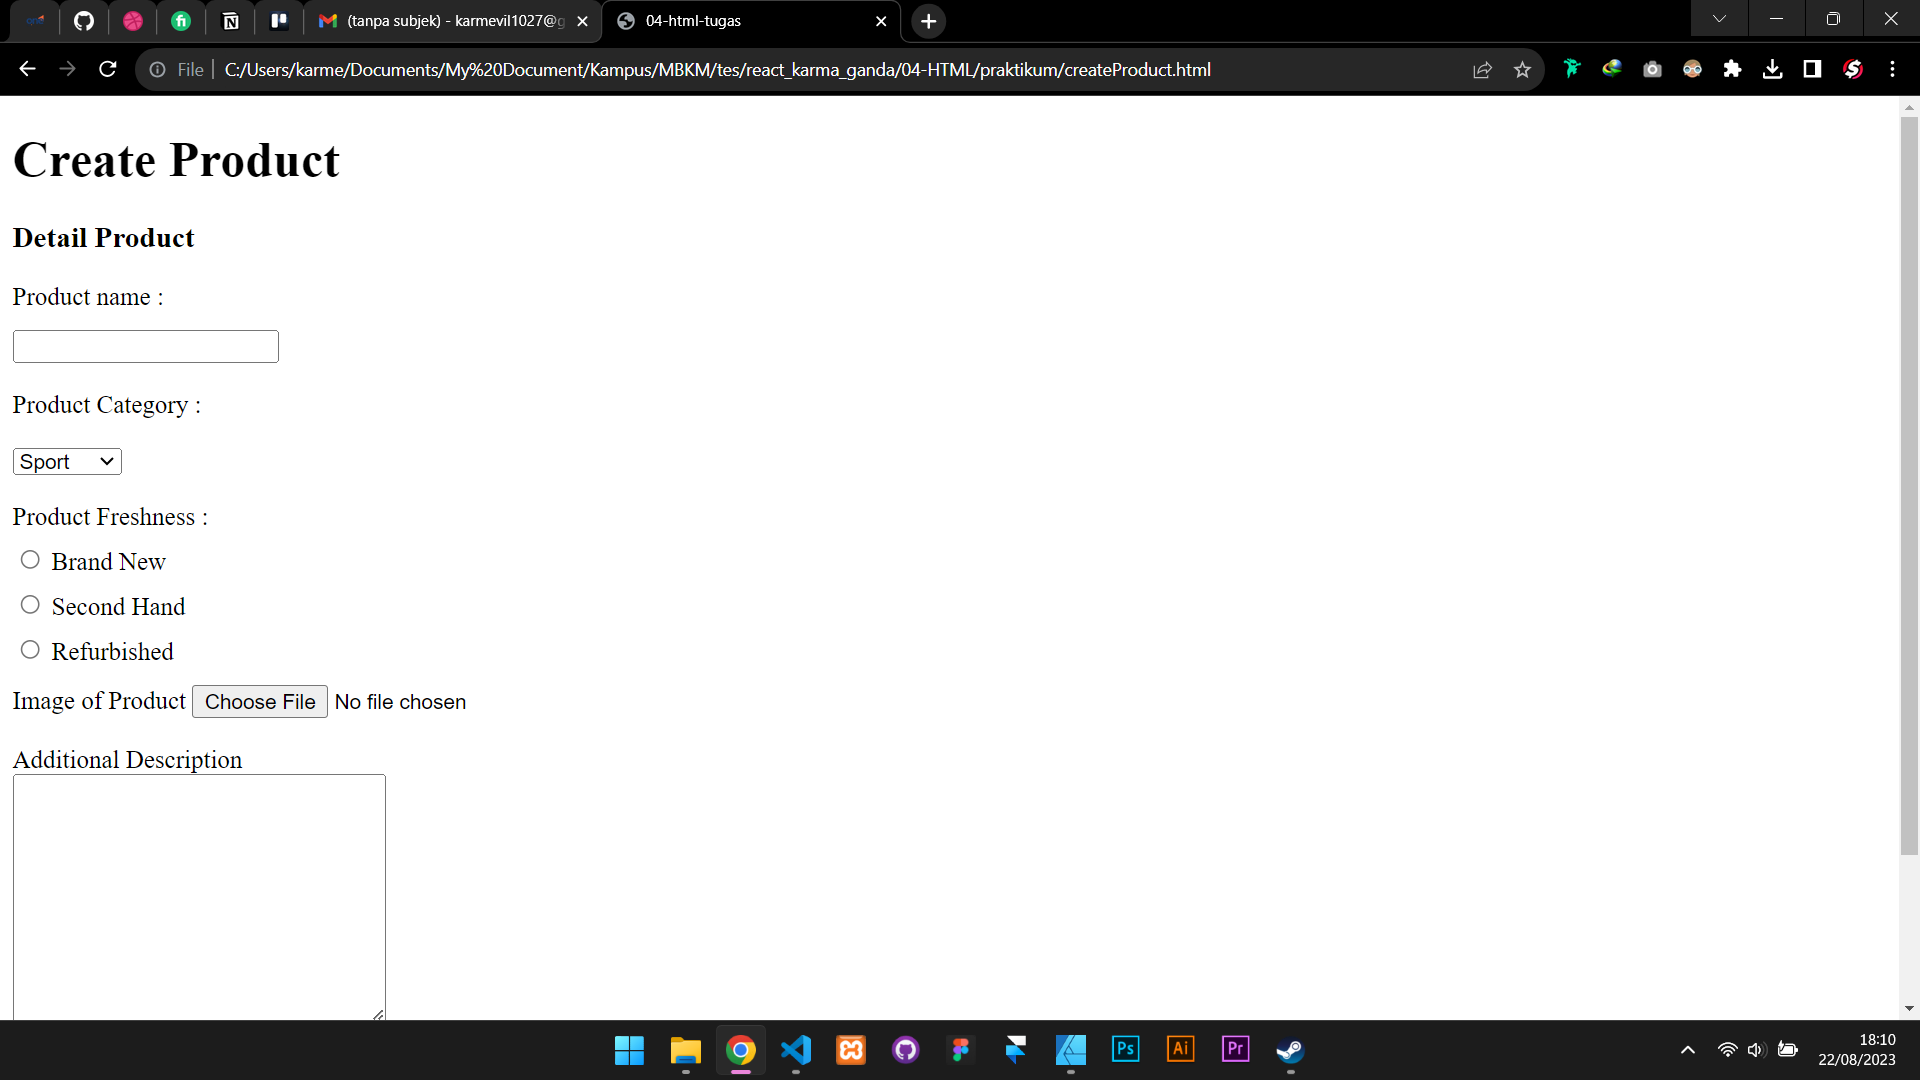 (tanpa subjek) - karmevil1027@g
04-html-tugas
File
C:/Users/karme/Documents/My%20Document/Kampus/MBKM/tes/react_karma_ganda/04-HTML/praktikum/createProduct.html
Create Product
Detail Product
Product name :
Product Category :
Sport
Product Freshness :
Brand New
Second Hand
Refurbished
Image of Product Choose File No file chosen
Additional Description
Ps Ai Pr
18:10
22/08/2023